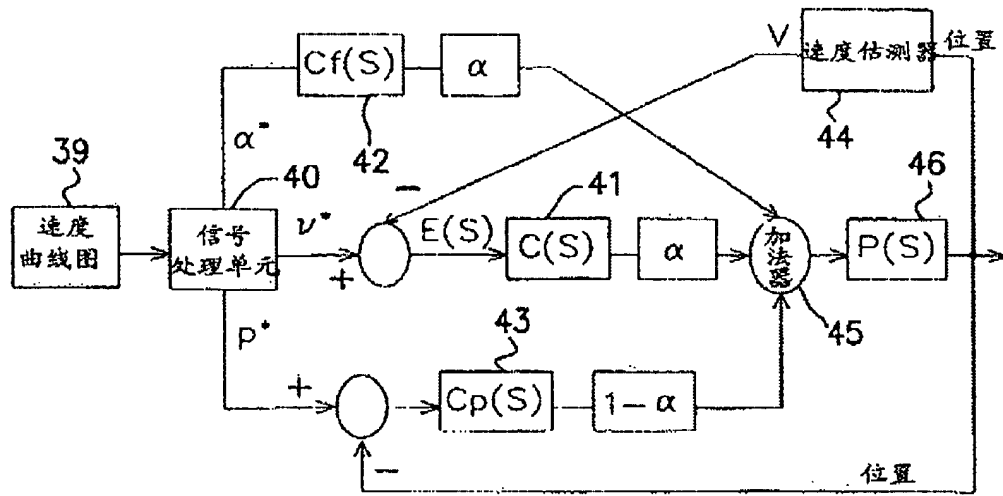 Cf(S)
α
V
速度估测器
位置
42
44
α*
39
40
速度
曲线图
信号
处理单元
ν*
+
−
E(S)
41
C(S)
α
加法器
45
46
P(S)
P*
+
−
43
Cp(S)
1-α
位置